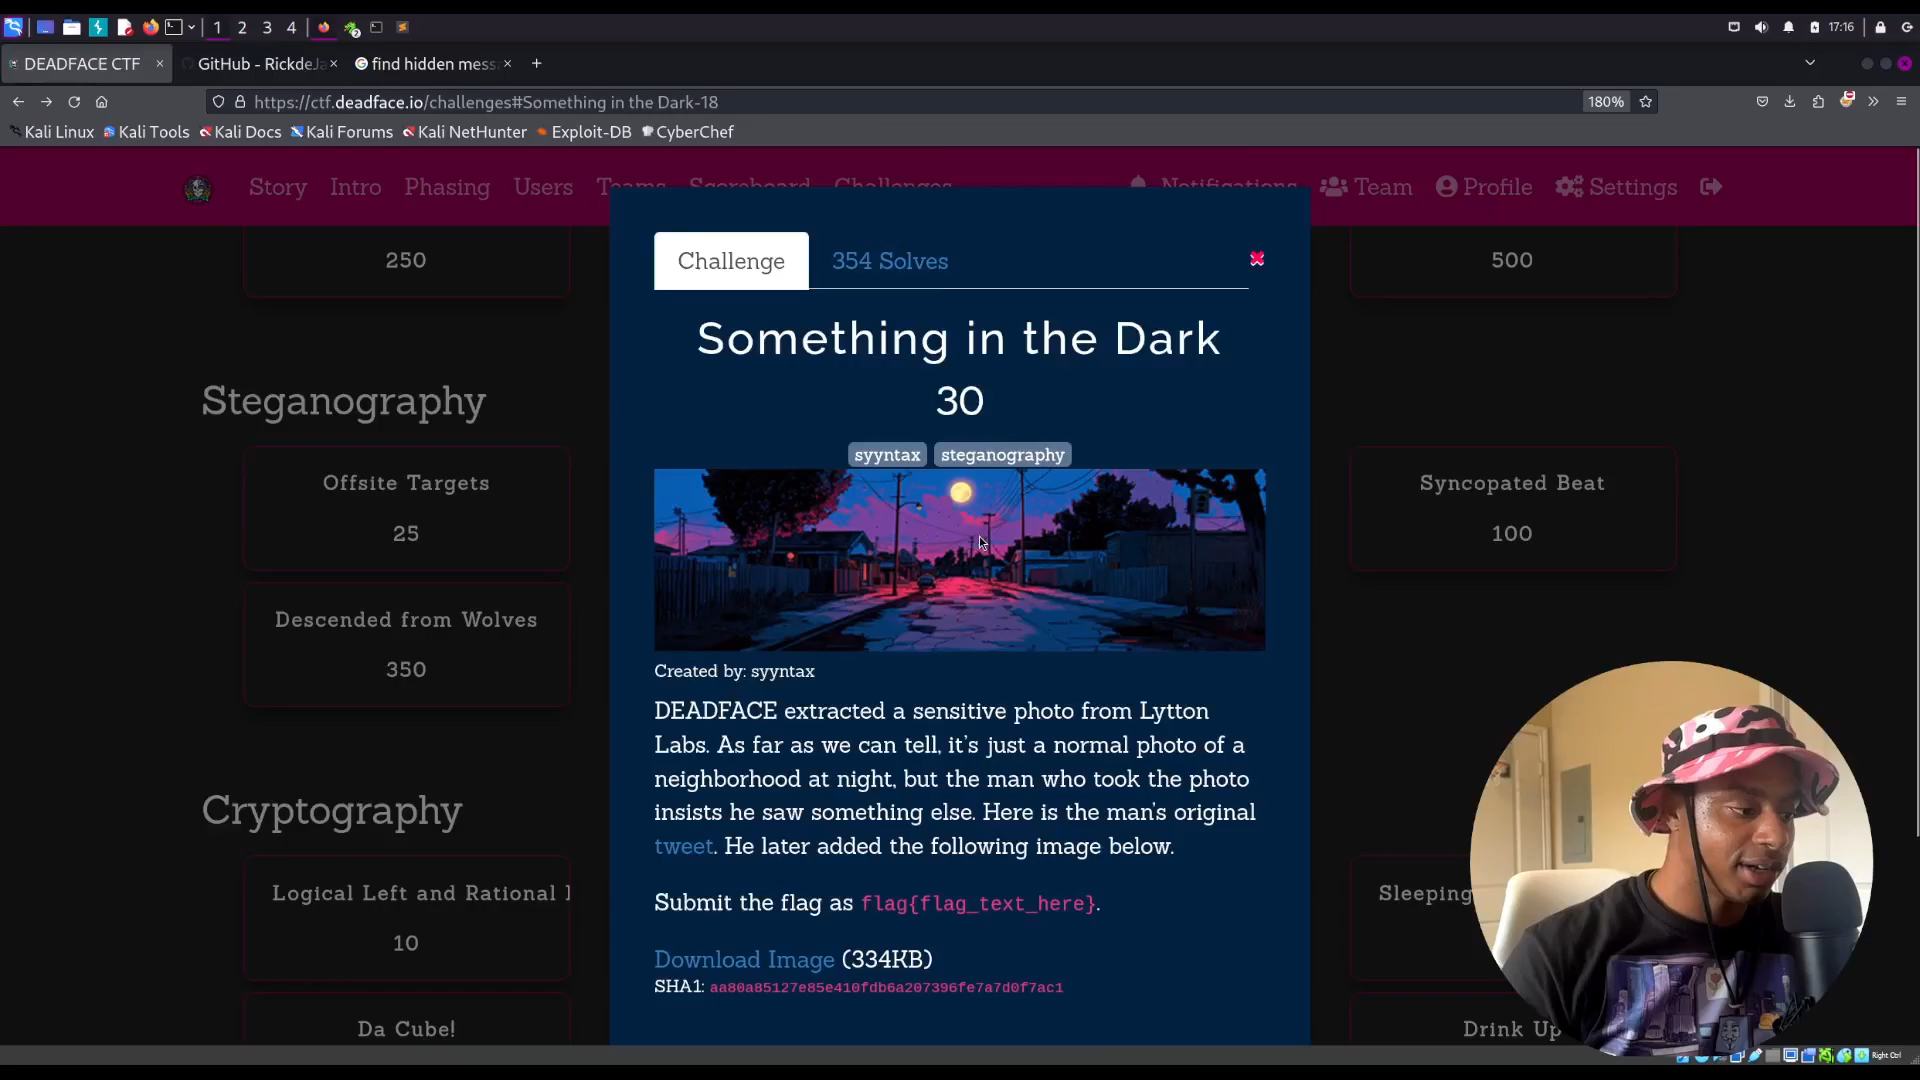 1 2 3 4
17:16
DEADFACE CTF
GitHub - RickdeJa
find hidden mess
https://ctf.deadface.io/challenges#Something in the Dark-18
180%
Kali Linux Kali Tools Kali Docs Kali Forums Kali NetHunter Exploit-DB CyberChef
Story Intro Phasing Users Teams Scoreboard Challenges Notifications Team Profile Settings
250
500
Challenge
354 Solves
Something in the Dark
30
syyntax steganography
Steganography
Offsite Targets
25
Syncopated Beat
100
Descended from Wolves
350
Created by: syyntax
DEADFACE extracted a sensitive photo from Lytton
Labs. As far as we can tell, it's just a normal photo of a
neighborhood at night, but the man who took the photo
insists he saw something else. Here is the man's original
tweet. He later added the following image below.
Submit the flag as flag{flag_text_here}.
Download Image (334KB)
SHA1: aa80a85127e85e410fdb6a207396fe7a7d0f7ac1
Cryptography
Logical Left and Rational
10
Sleeping
Da Cube!
Drink Up
Right Ctrl